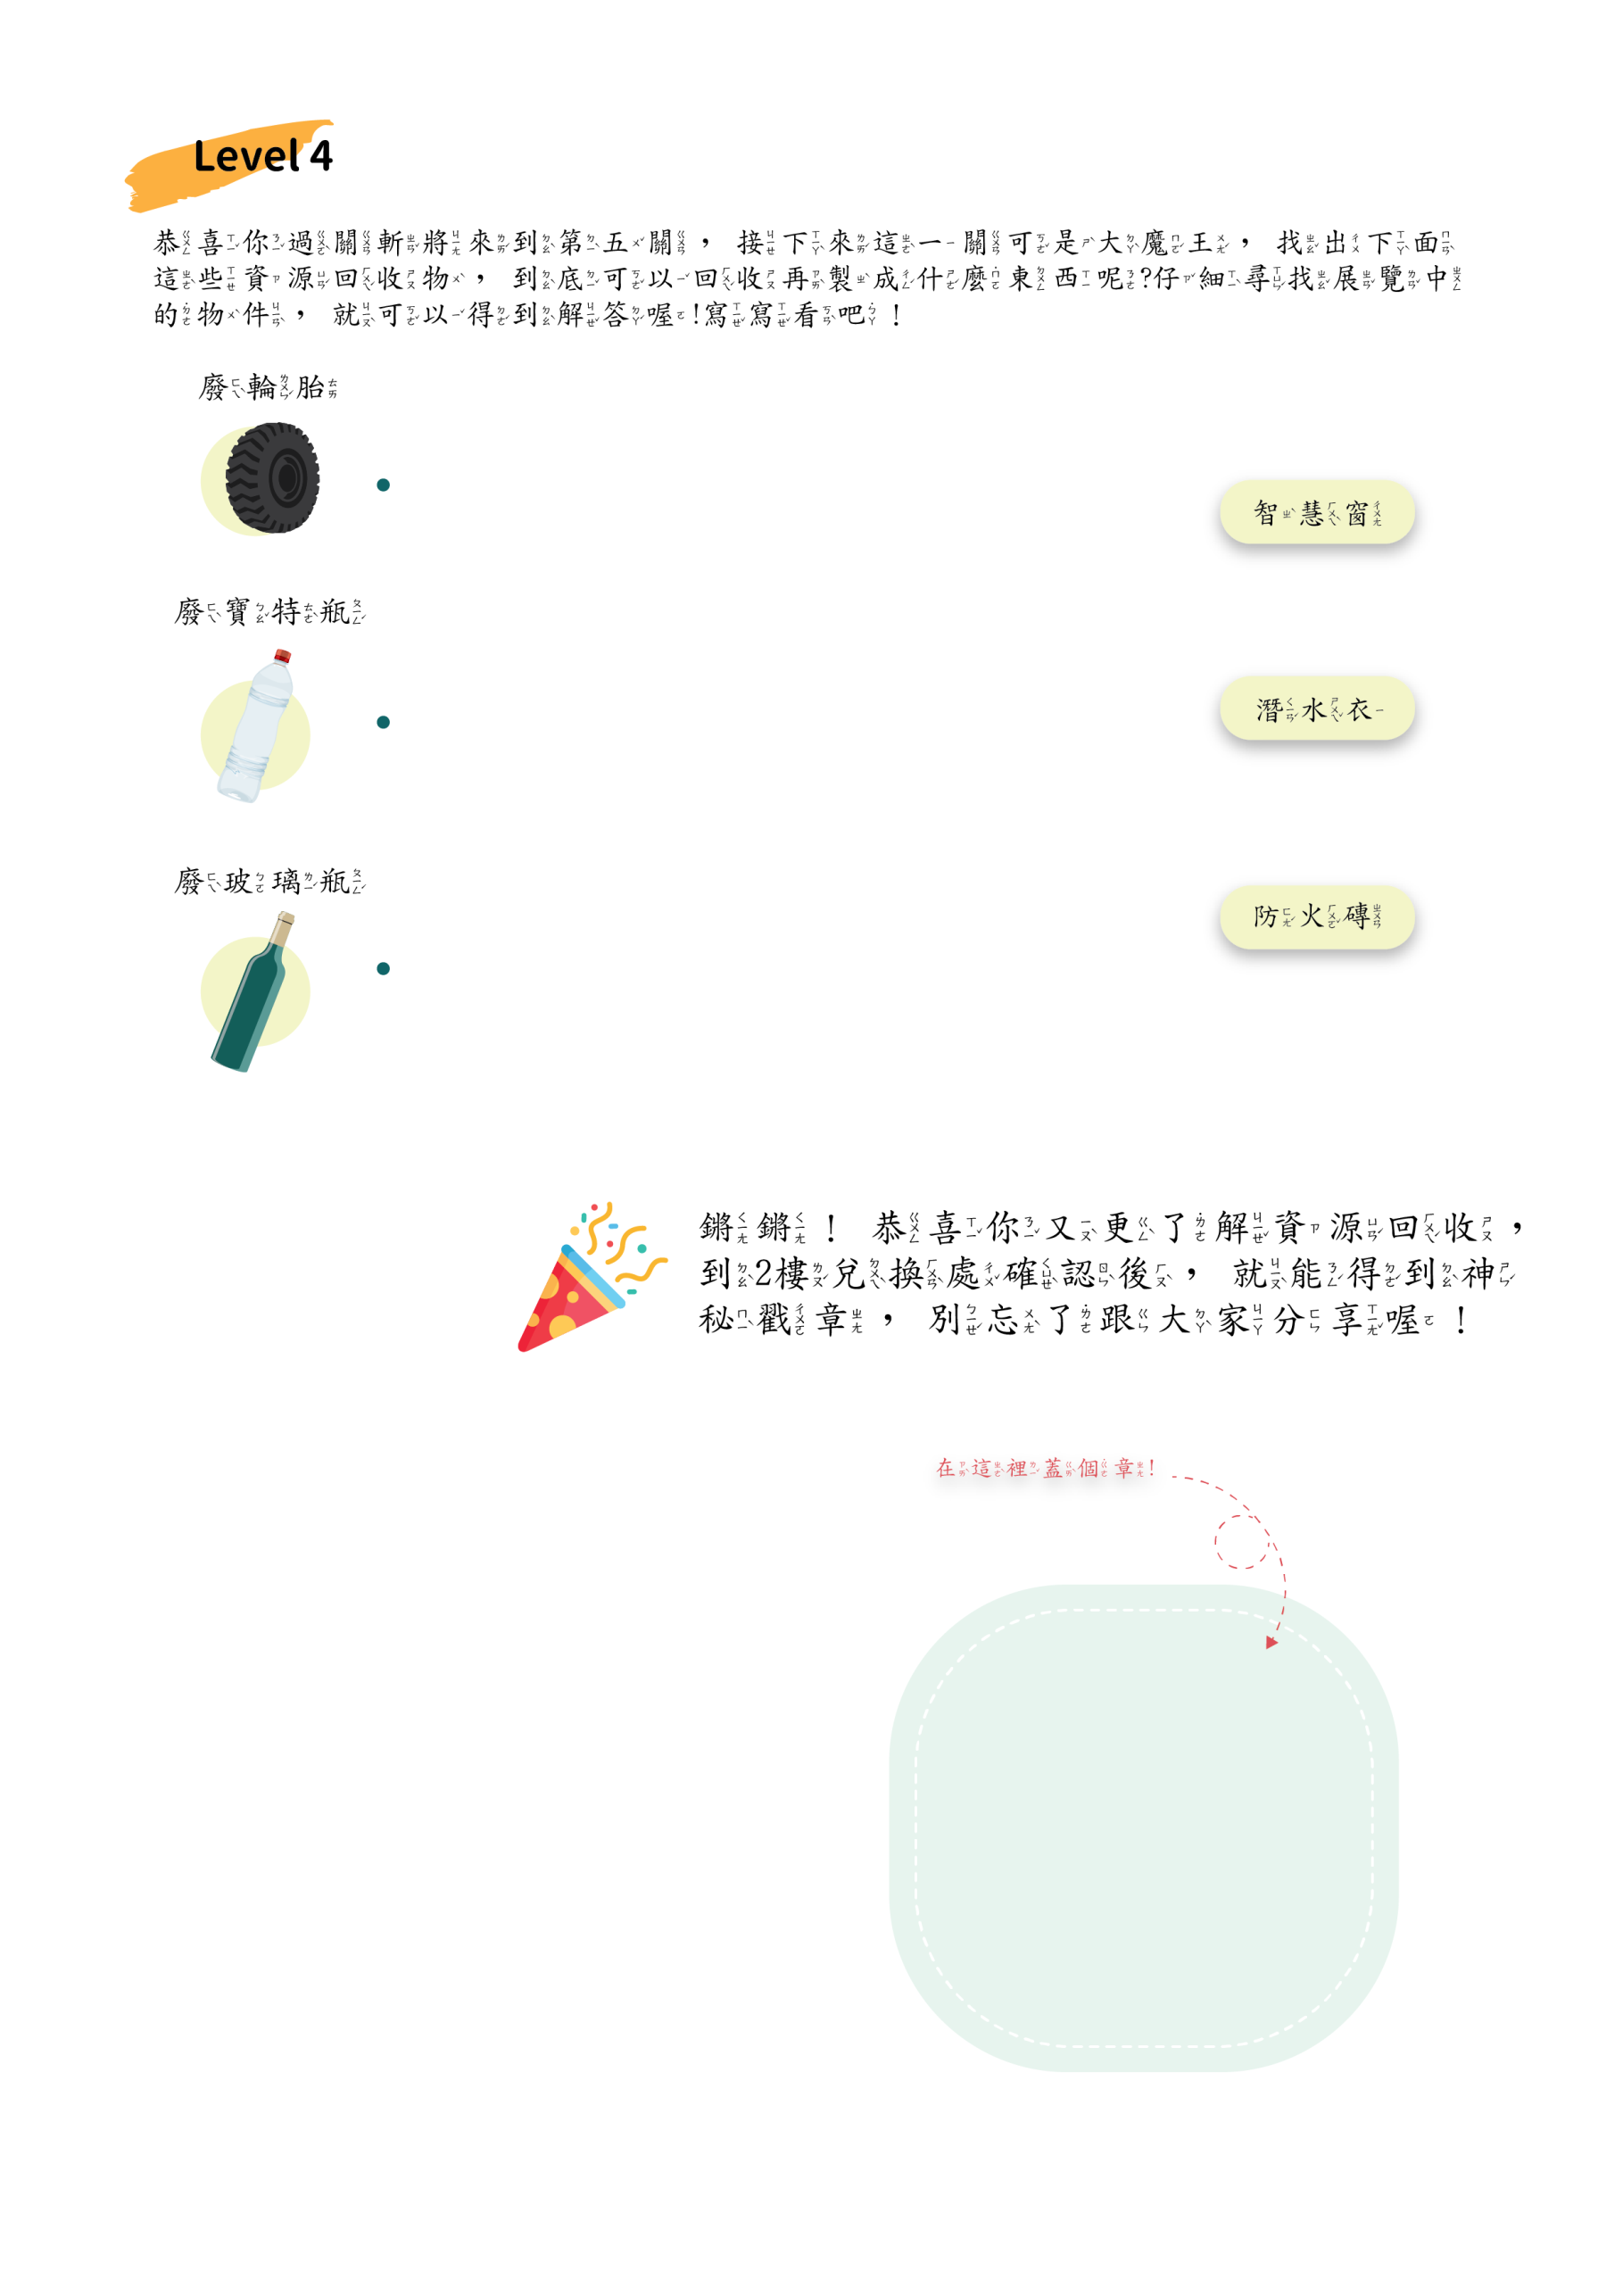 Level 4
恭喜你過關斬將來到第五關，接下來這一關可是大魔王，找出下面
這些資源回收物，到底可以回收再製成什麼東西呢?仔細尋找展覽中
的物件，就可以得到解答喔!寫寫看吧！
廢輪胎
智慧窗
廢寶特瓶
潛水衣
廢玻璃瓶
防火磚
鏘鏘！恭喜你又更了解資源回收，
到2樓兌換處確認後，就能得到神
秘戳章，別忘了跟大家分享喔！
在這裡蓋個章!